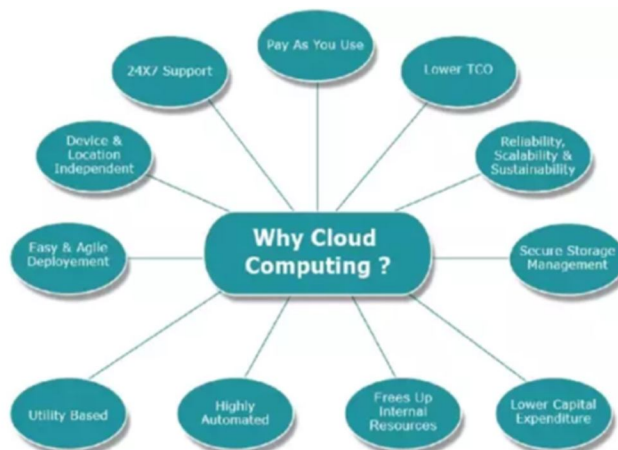 Pay As You Use
24X7 Support
Lower TCO
Device &
Location
Independent
Reliability,
Scalability &
Sustainability
Why Cloud
Computing ?
Easy & Agile
Deployement
Secure Storage
Management
Utility Based
Highly
Automated
Frees Up
Internal
Resources
Lower Capital
Expenditure